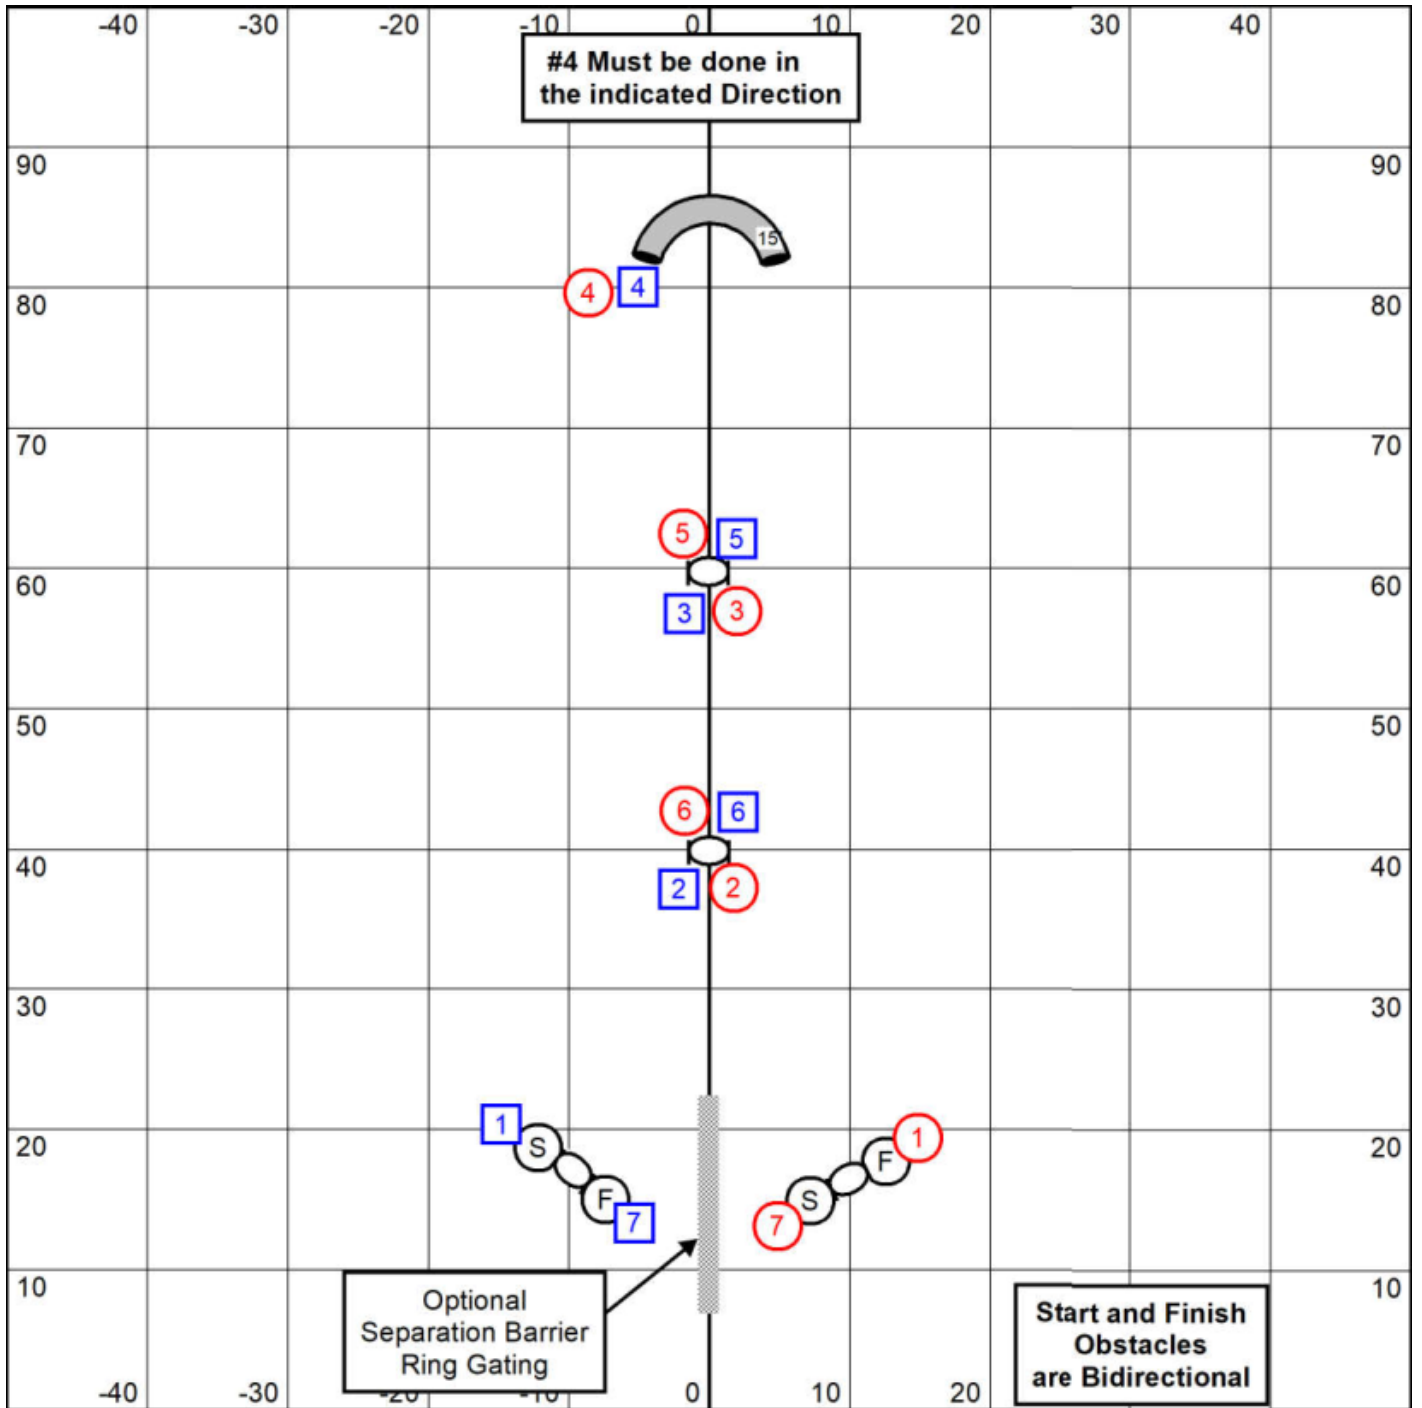 -40 -30 -20 -10 0 10 20 30 40
#4 Must be done in
the indicated Direction
90 90
15
4 4
80 80
70 70
5 5
60 60
3 3
50 50
6 6
40 40
2 2
30 30
1 1
20 20
S F
F S
7 7
10 10
Optional
Separation Barrier
Ring Gating
Start and Finish
Obstacles
are Bidirectional
-40 -30 -20 -10 0 10 20